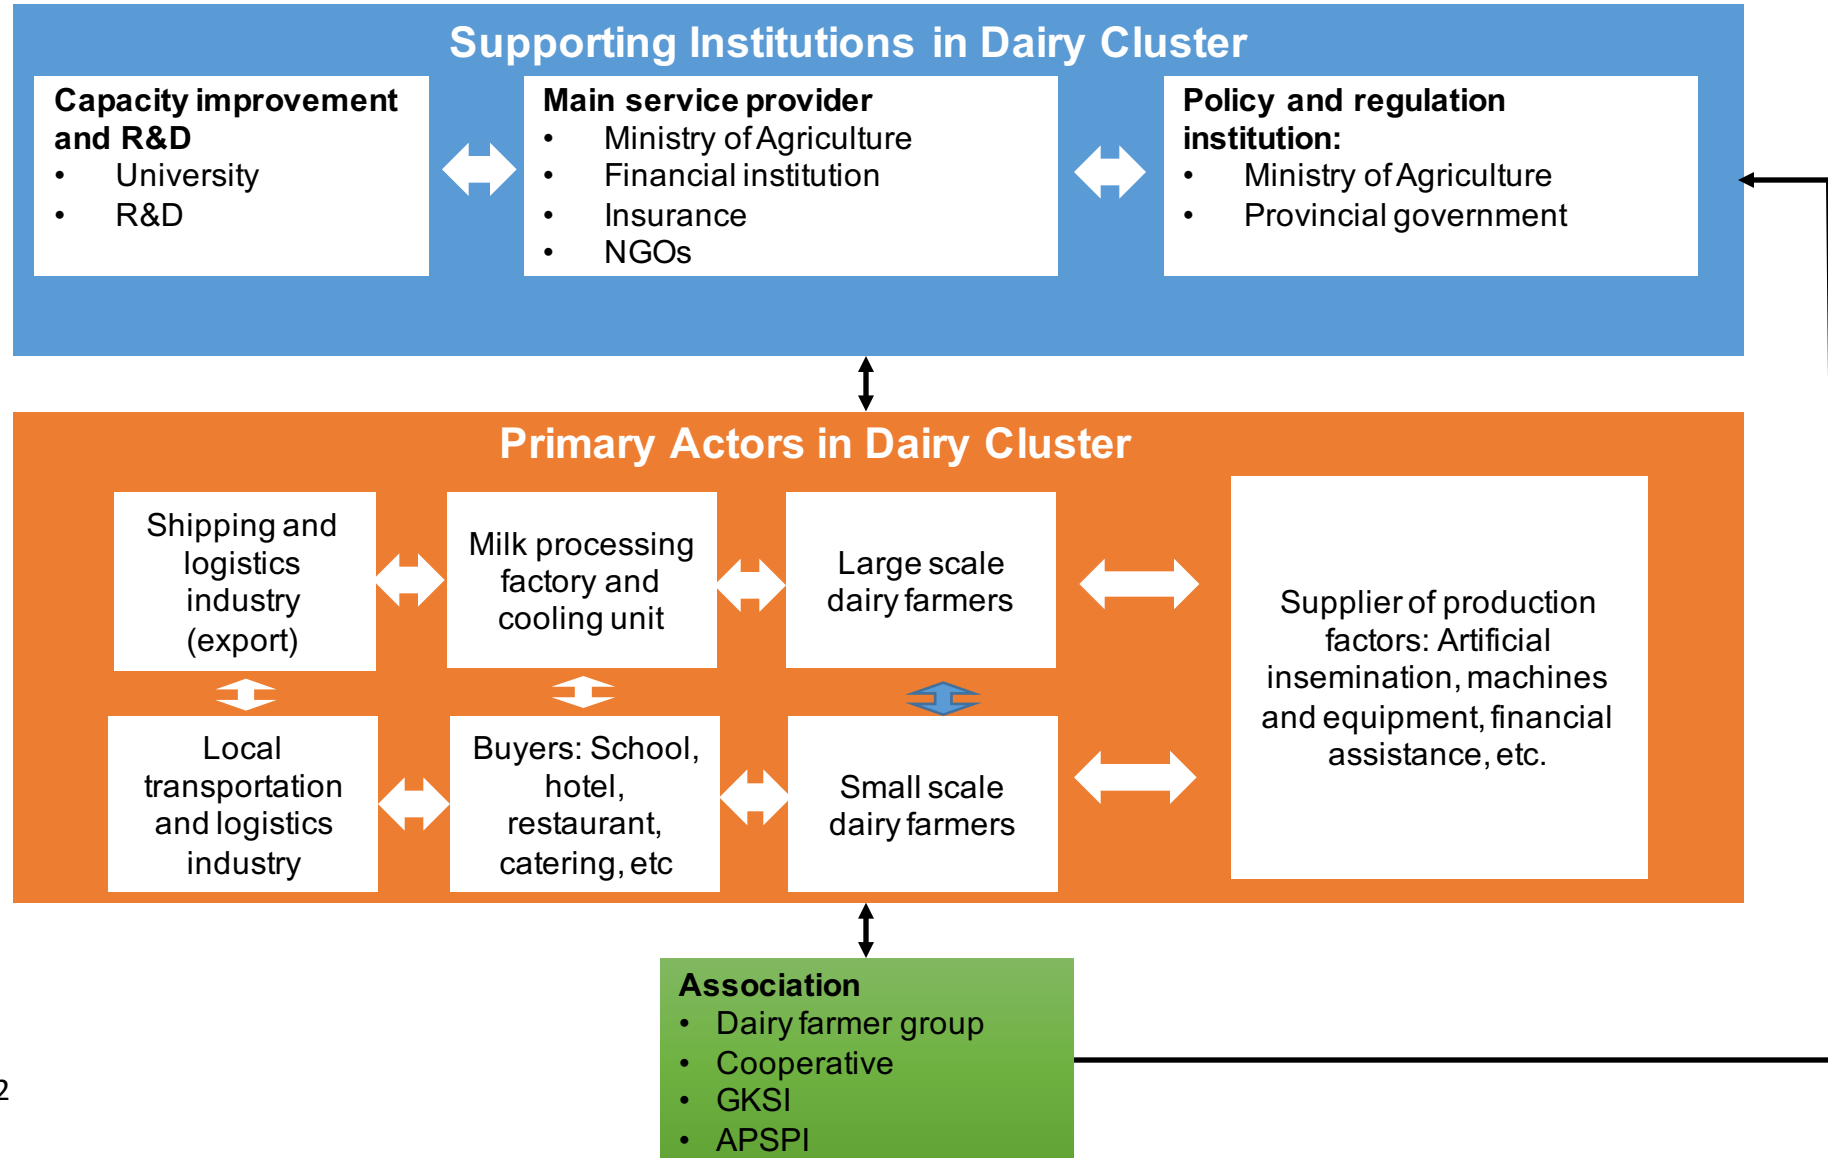 Supporting Institutions in Dairy Cluster
Capacity improvement
and R&D
• University
• R&D
Main service provider
• Ministry of Agriculture
• Financial institution
• Insurance
• NGOs
Policy and regulation
institution:
• Ministry of Agriculture
• Provincial government
Primary Actors in Dairy Cluster
Shipping and
logistics
industry
(export)
Milk processing
factory and
cooling unit
Large scale
dairy farmers
Supplier of production
factors: Artificial
insemination, machines
and equipment, financial
assistance, etc.
Local
transportation
and logistics
industry
Buyers: School,
hotel,
restaurant,
catering, etc
Small scale
dairy farmers
Association
• Dairy farmer group
• Cooperative
• GKSI
• APSPI
2